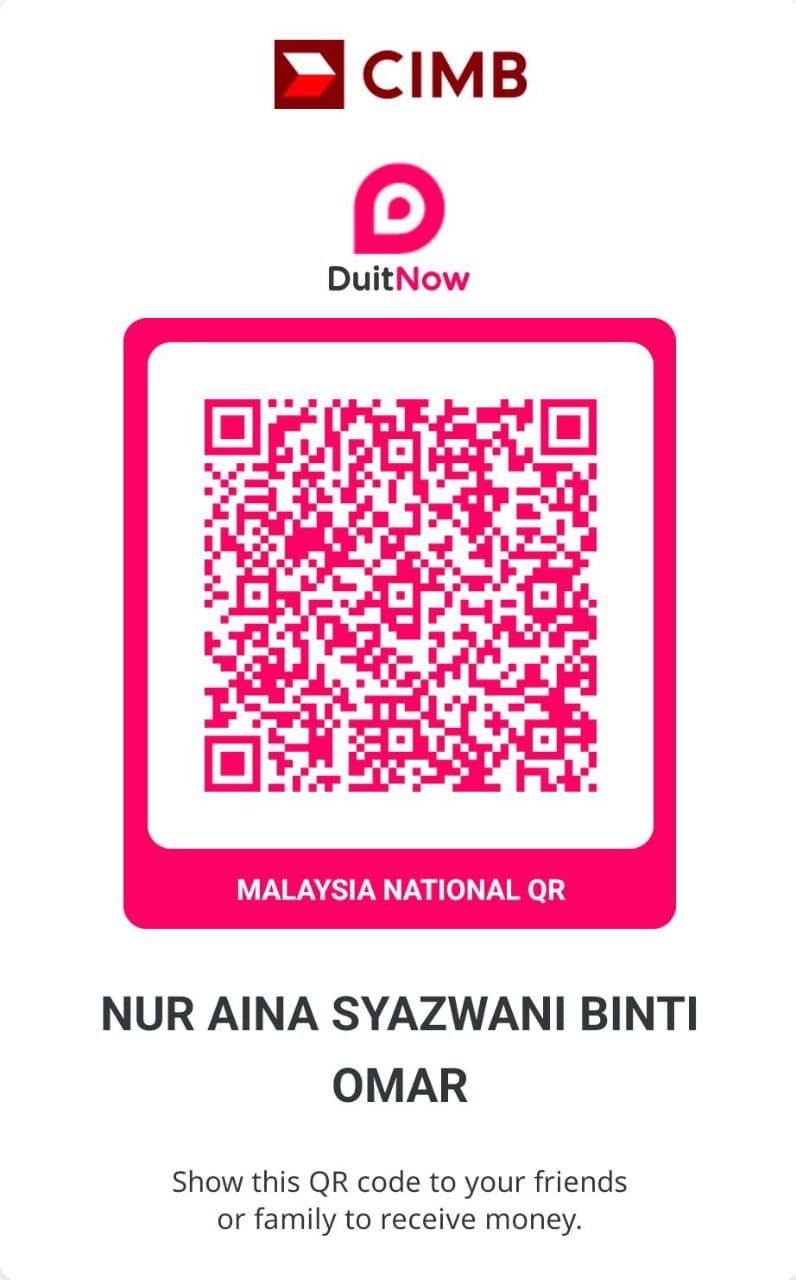 CIMB
DuitNow
MALAYSIA NATIONAL QR
NUR AINA SYAZWANI BINTI
OMAR
Show this QR code to your friends
or family to receive money.